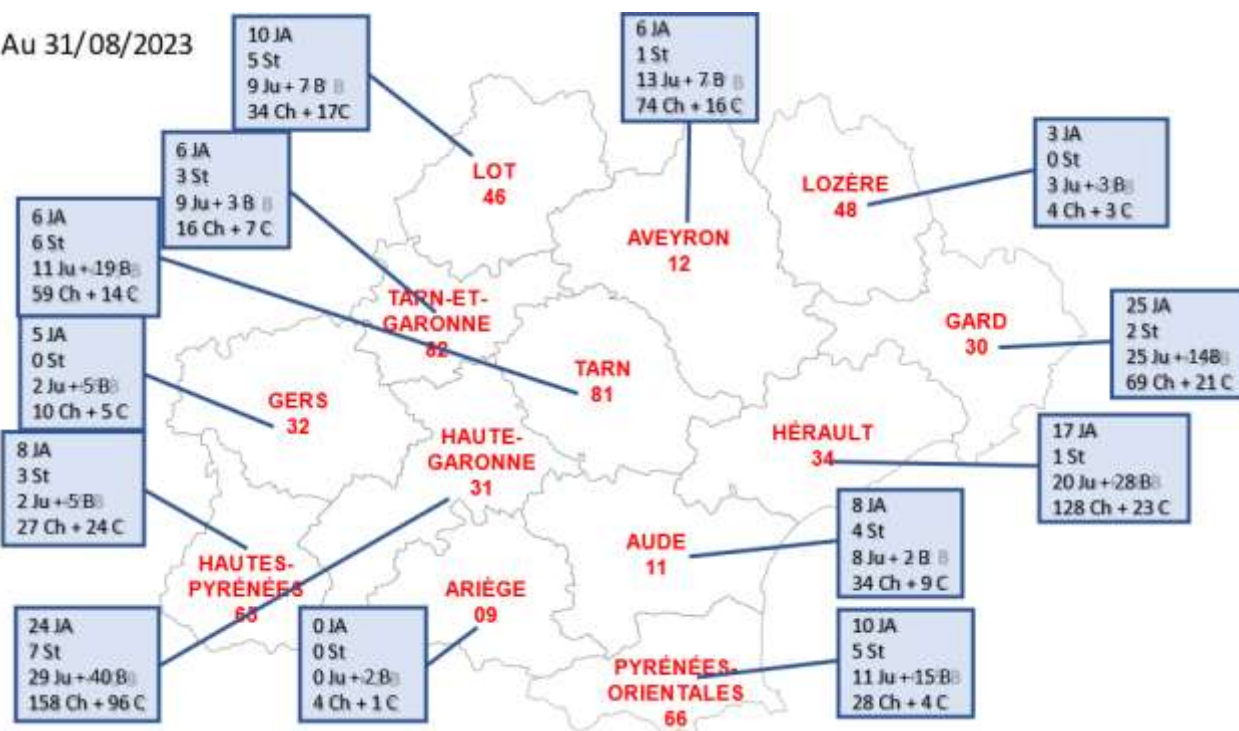 Au 31/08/2023
10 JA
5 St
9 Ju + 7 B B
34 Ch + 17C
6 JA
1 St
13 Ju + 7 B B
74 Ch + 16 C
3 JA
0 St
3 Ju + 3 B B
4 Ch + 3 C
6 JA
3 St
9 Ju + 3 B B
16 Ch + 7 C
6 JA
6 St
11 Ju + 19 B B
59 Ch + 14 C
5 JA
0 St
2 Ju + 5 B B
10 Ch + 5 C
8 JA
3 St
2 Ju + 5 B B
27 Ch + 24 C
24 JA
7 St
29 Ju + 40 B B
158 Ch + 96 C
0 JA
0 St
0 Ju + 2 B B
4 Ch + 1 C
25 JA
2 St
25 Ju + 14B B
69 Ch + 21 C
17 JA
1 St
20 Ju + 28 B B
128 Ch + 23 C
8 JA
4 St
8 Ju + 2 B B
34 Ch + 9 C
10 JA
5 St
11 Ju + 15 B B
28 Ch + 4 C
LOT
46
LOZÈRE
48
AVEYRON
12
TARN-ET-
GARONNE
82
GARD
30
TARN
81
GERS
32
HÉRAULT
34
HAUTE-
GARONNE
31
AUDE
11
HAUTES-
PYRÉNÉES
65
ARIÈGE
09
PYRÉNÉES-
ORIENTALES
66